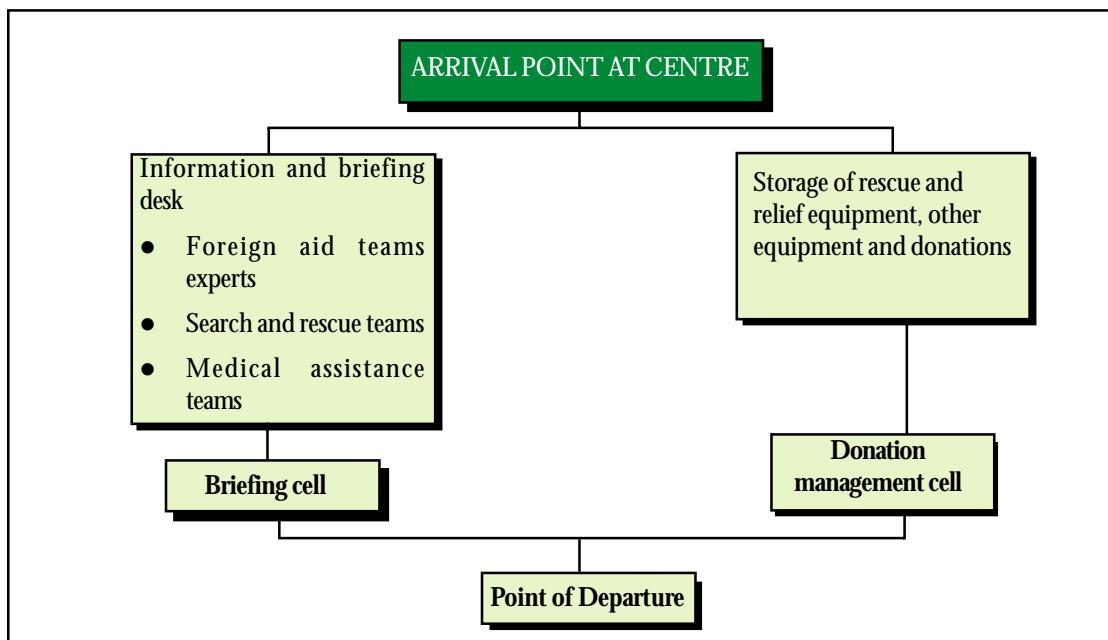 ARRIVAL POINT AT CENTRE
Information and briefing
desk
● Foreign aid teams
experts
● Search and rescue teams
● Medical assistance
teams
Storage of rescue and
relief equipment, other
equipment and donations
Briefing cell
Donation
management cell
Point of Departure